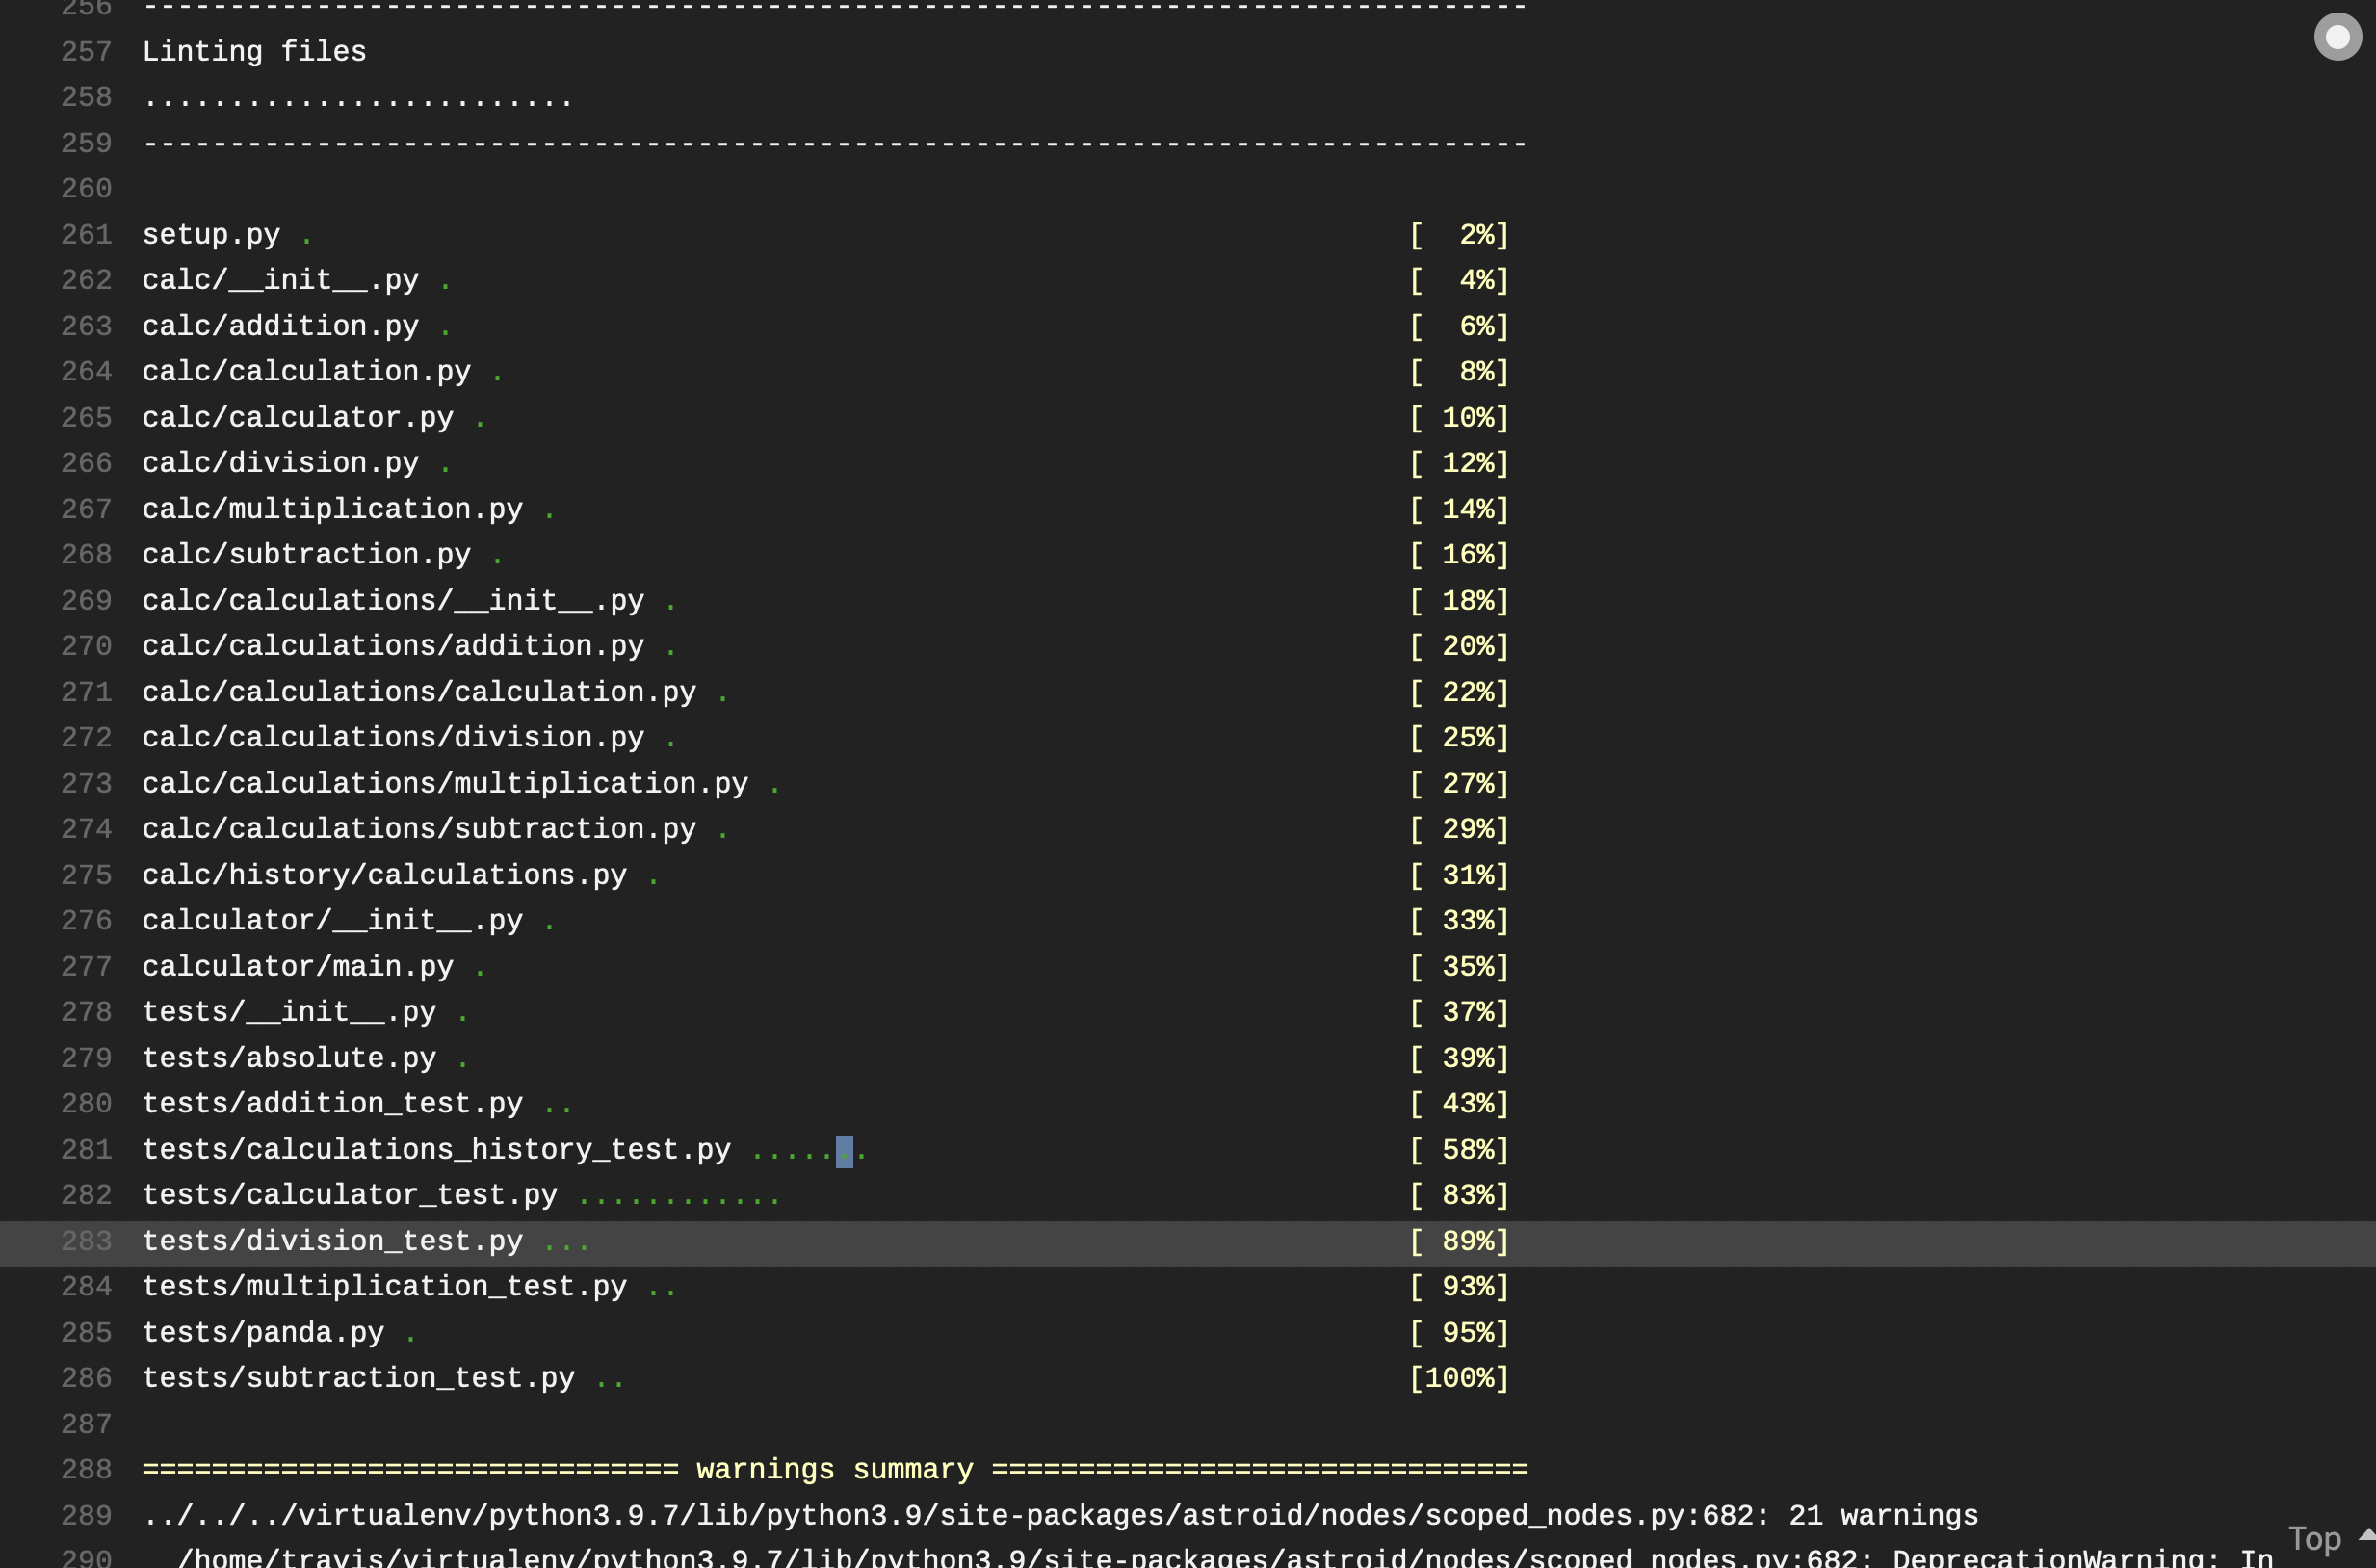 256 --------------------------------------------------------------------------------
257 Linting files
258 .........................
259 --------------------------------------------------------------------------------
260
261 setup.py . [  2%]
262 calc/__init__.py . [  4%]
263 calc/addition.py . [  6%]
264 calc/calculation.py . [  8%]
265 calc/calculator.py . [ 10%]
266 calc/division.py . [ 12%]
267 calc/multiplication.py . [ 14%]
268 calc/subtraction.py . [ 16%]
269 calc/calculations/__init__.py . [ 18%]
270 calc/calculations/addition.py . [ 20%]
271 calc/calculations/calculation.py . [ 22%]
272 calc/calculations/division.py . [ 25%]
273 calc/calculations/multiplication.py . [ 27%]
274 calc/calculations/subtraction.py . [ 29%]
275 calc/history/calculations.py . [ 31%]
276 calculator/__init__.py . [ 33%]
277 calculator/main.py . [ 35%]
278 tests/__init__.py . [ 37%]
279 tests/absolute.py . [ 39%]
280 tests/addition_test.py .. [ 43%]
281 tests/calculations_history_test.py ....... [ 58%]
282 tests/calculator_test.py ............ [ 83%]
283 tests/division_test.py ... [ 89%]
284 tests/multiplication_test.py .. [ 93%]
285 tests/panda.py . [ 95%]
286 tests/subtraction_test.py .. [100%]
287
288 =============================== warnings summary ===============================
289 ../../../virtualenv/python3.9.7/lib/python3.9/site-packages/astroid/nodes/scoped_nodes.py:682: 21 warnings
290 /home/travis/virtualenv/python3.9.7/lib/python3.9/site-packages/astroid/nodes/scoped_nodes.py:682: DeprecationWarning: In
Top